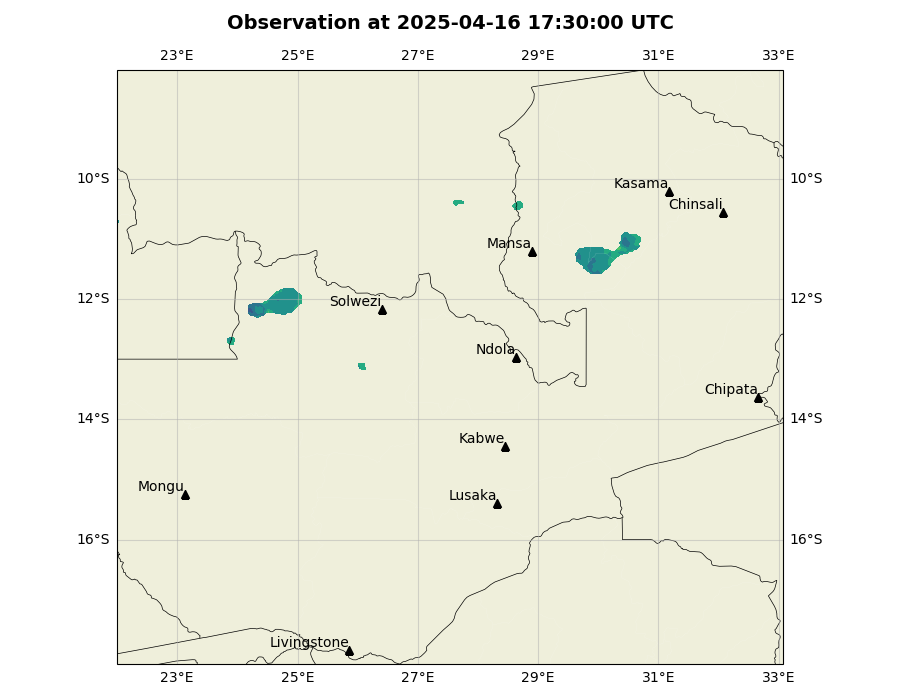 Observation at 2025-04-16 17:30:00 UTC
23°E 25°E 27°E 29°E 31°E 33°E
10°S 10°S
Kasama
Chinsali
Mansa
12°S 12°S
Solwezi
Ndola
Chipata
14°S 14°S
Kabwe
Mongu
Lusaka
16°S 16°S
Livingstone
23°E 25°E 27°E 29°E 31°E 33°E